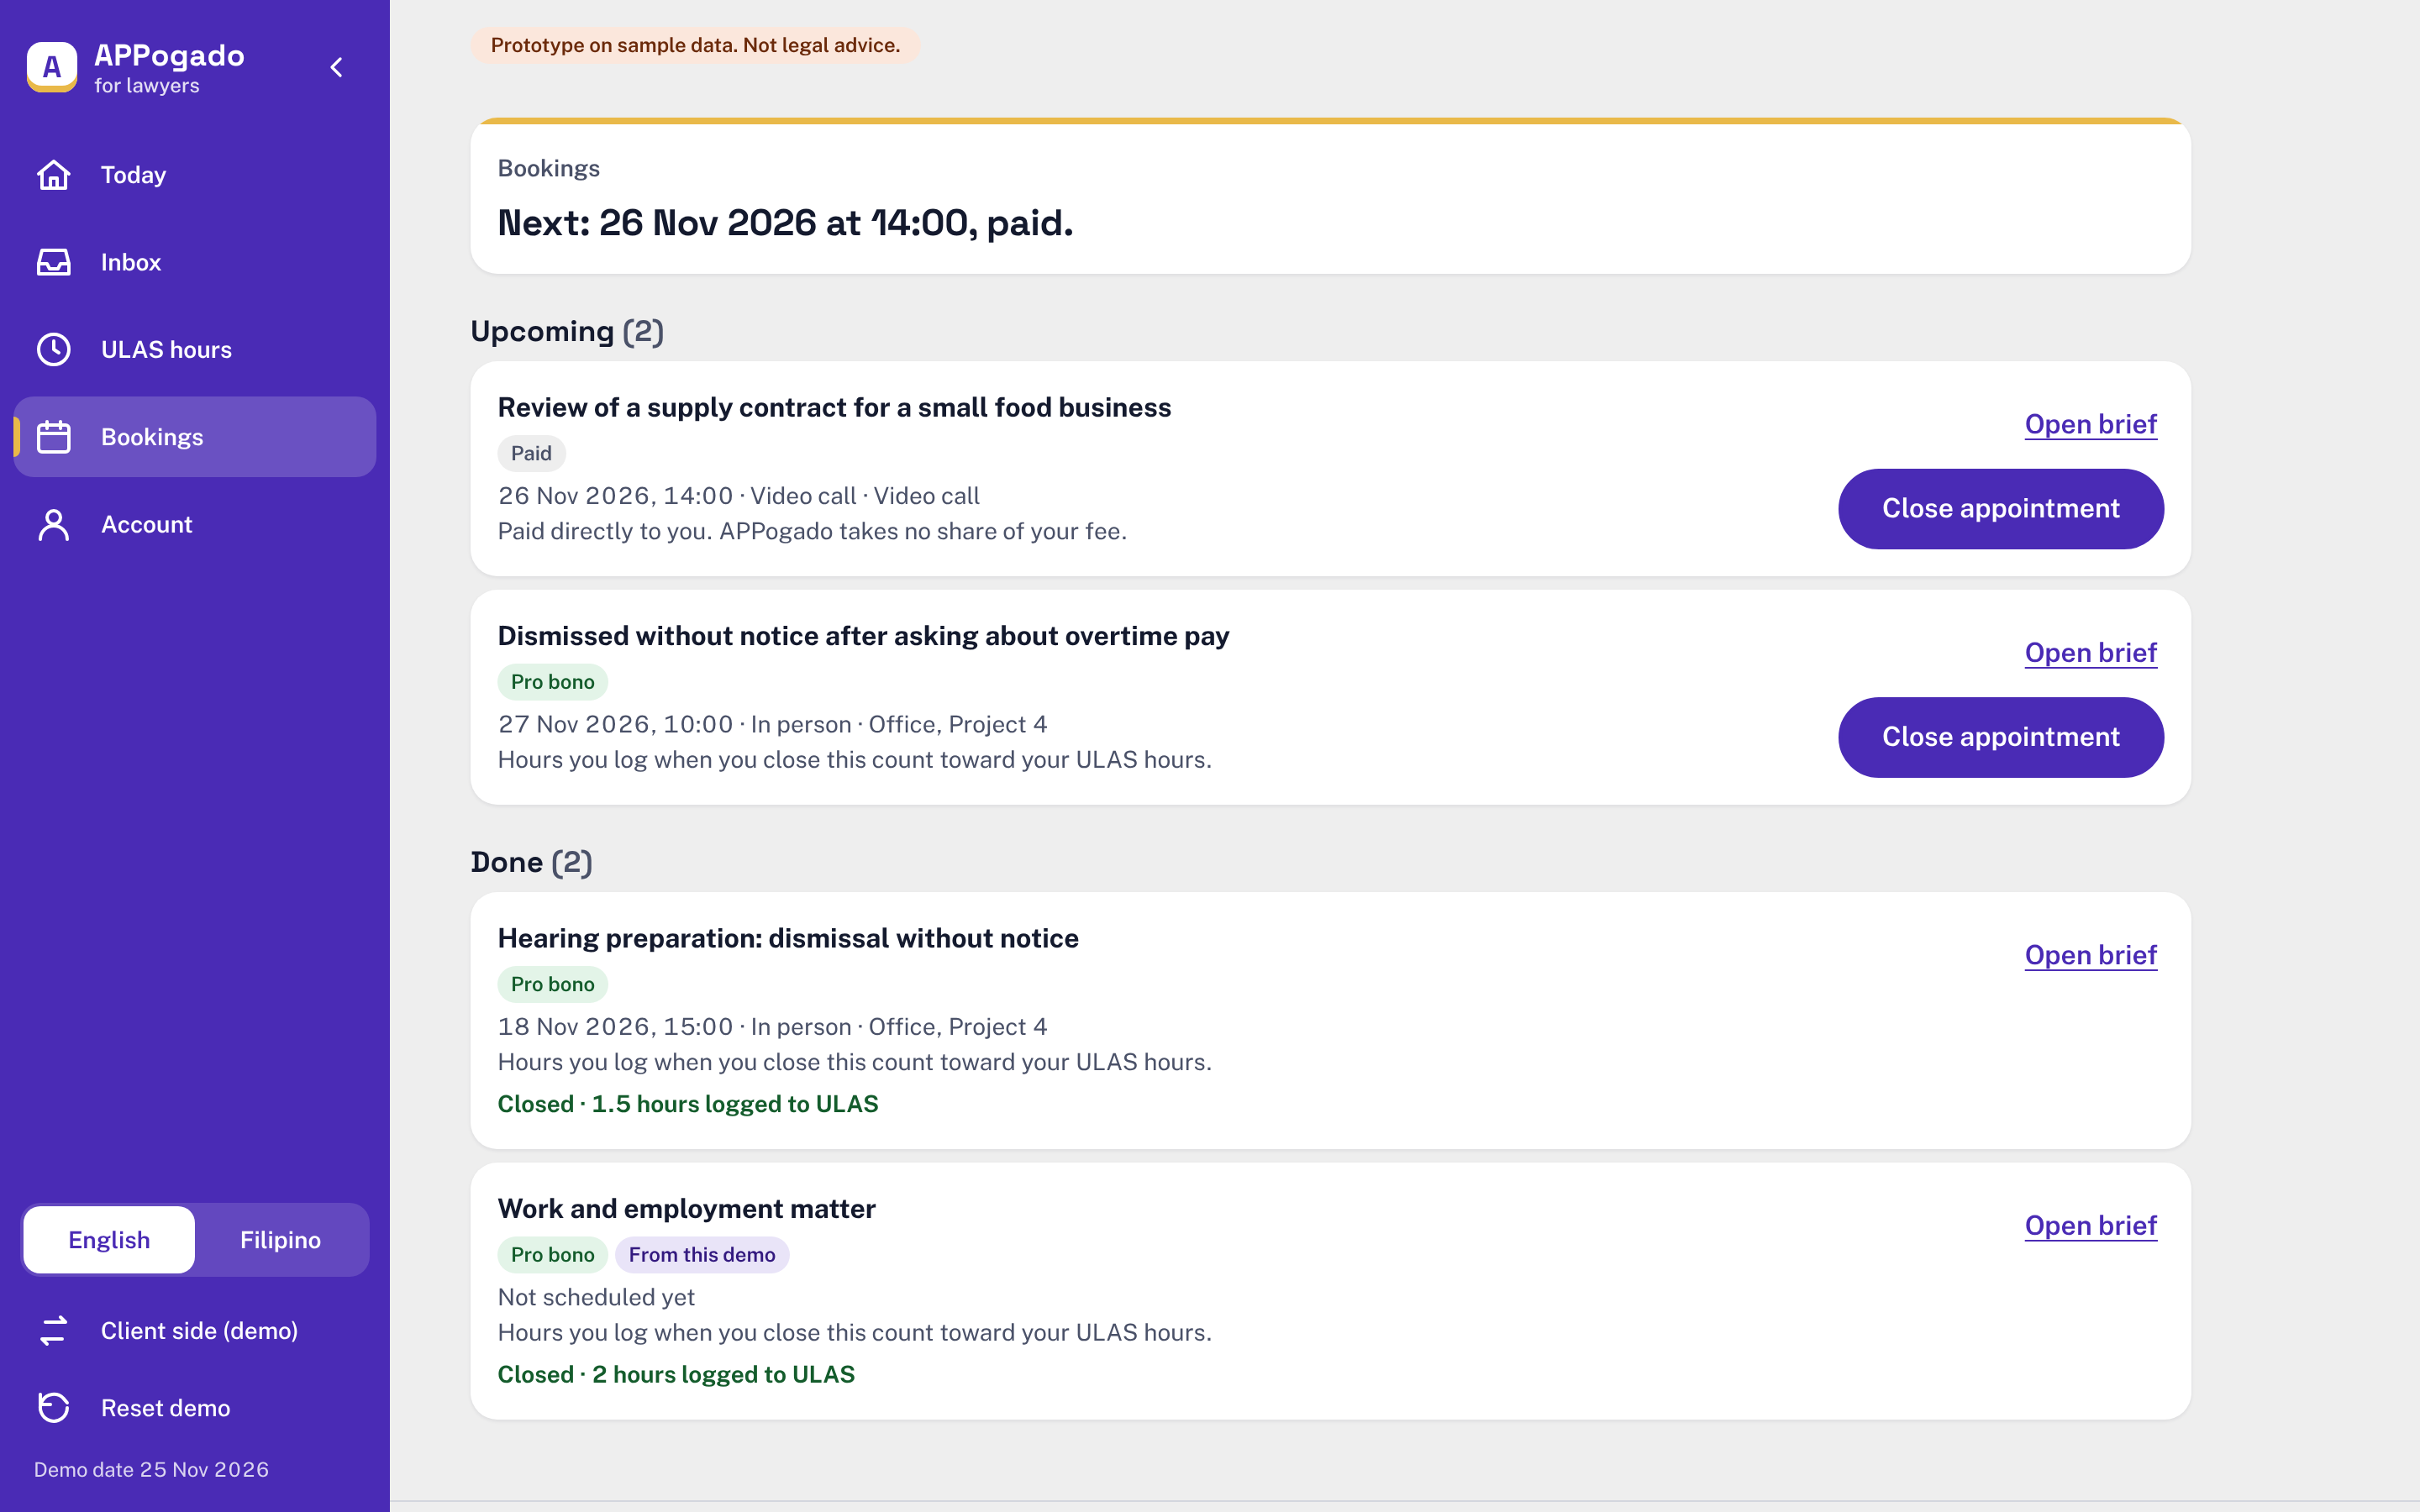 A
APPogado
for lawyers
Today
Inbox
ULAS hours
Bookings
Account
English
Filipino
Client side (demo)
Reset demo
Demo date 25 Nov 2026
Prototype on sample data. Not legal advice.
Bookings
Next: 26 Nov 2026 at 14:00, paid.
Upcoming (2)
Review of a supply contract for a small food business
Paid
26 Nov 2026, 14:00 · Video call · Video call
Paid directly to you. APPogado takes no share of your fee.
Open brief
Close appointment
Dismissed without notice after asking about overtime pay
Pro bono
27 Nov 2026, 10:00 · In person · Office, Project 4
Hours you log when you close this count toward your ULAS hours.
Open brief
Close appointment
Done (2)
Hearing preparation: dismissal without notice
Pro bono
18 Nov 2026, 15:00 · In person · Office, Project 4
Hours you log when you close this count toward your ULAS hours.
Closed · 1.5 hours logged to ULAS
Open brief
Work and employment matter
Pro bono From this demo
Not scheduled yet
Hours you log when you close this count toward your ULAS hours.
Closed · 2 hours logged to ULAS
Open brief